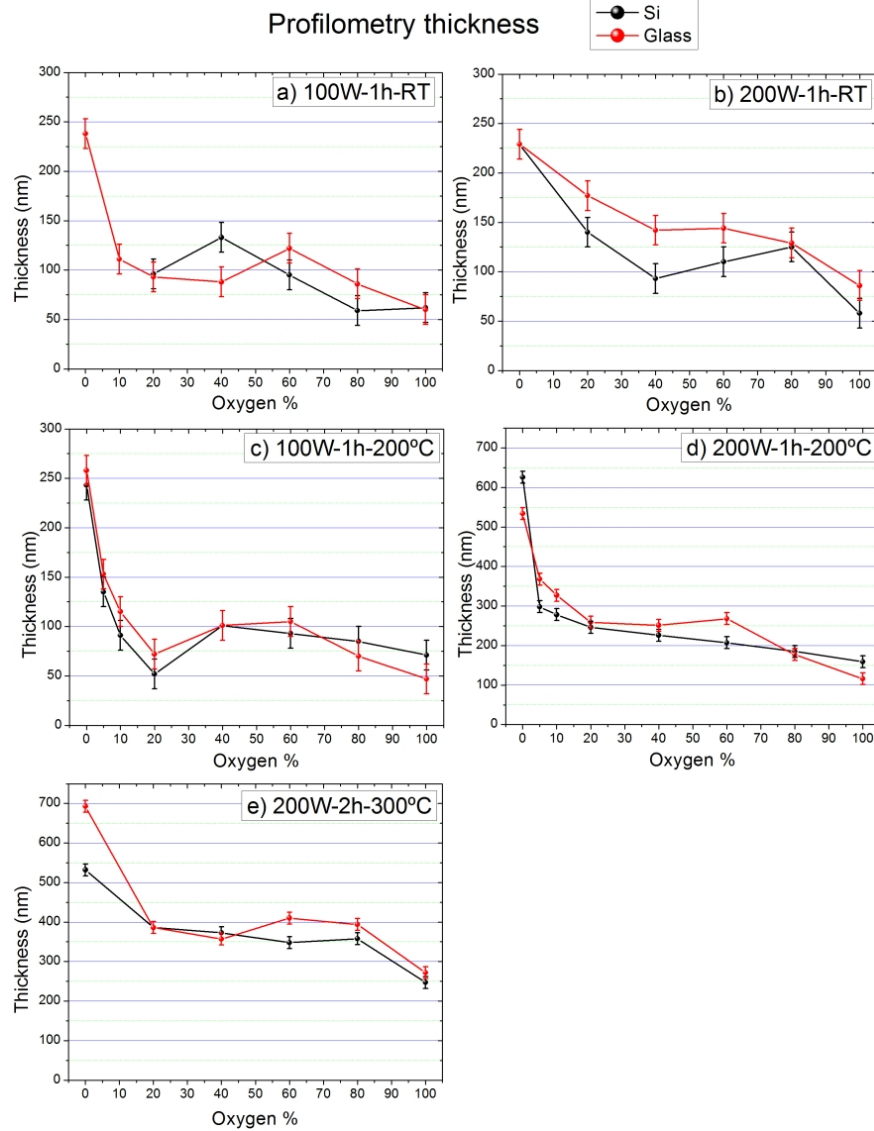 Profilometry thickness
Si
Glass
a) 100W-1h-RT
300
250
200
150
100
50
0
Thickness (nm)
0 10 20 30 40 50 60 70 80 90 100
Oxygen %
b) 200W-1h-RT
300
250
200
150
100
50
0
Thickness (nm)
0 10 20 30 40 50 60 70 80 90 100
Oxygen %
c) 100W-1h-200ºC
300
250
200
150
100
50
0
Thickness (nm)
0 10 20 30 40 50 60 70 80 90 100
Oxygen %
d) 200W-1h-200ºC
700
600
500
400
300
200
100
0
Thickness (nm)
0 10 20 30 40 50 60 70 80 90 100
Oxygen %
e) 200W-2h-300ºC
700
600
500
400
300
200
100
0
Thickness (nm)
0 10 20 30 40 50 60 70 80 90 100
Oxygen %